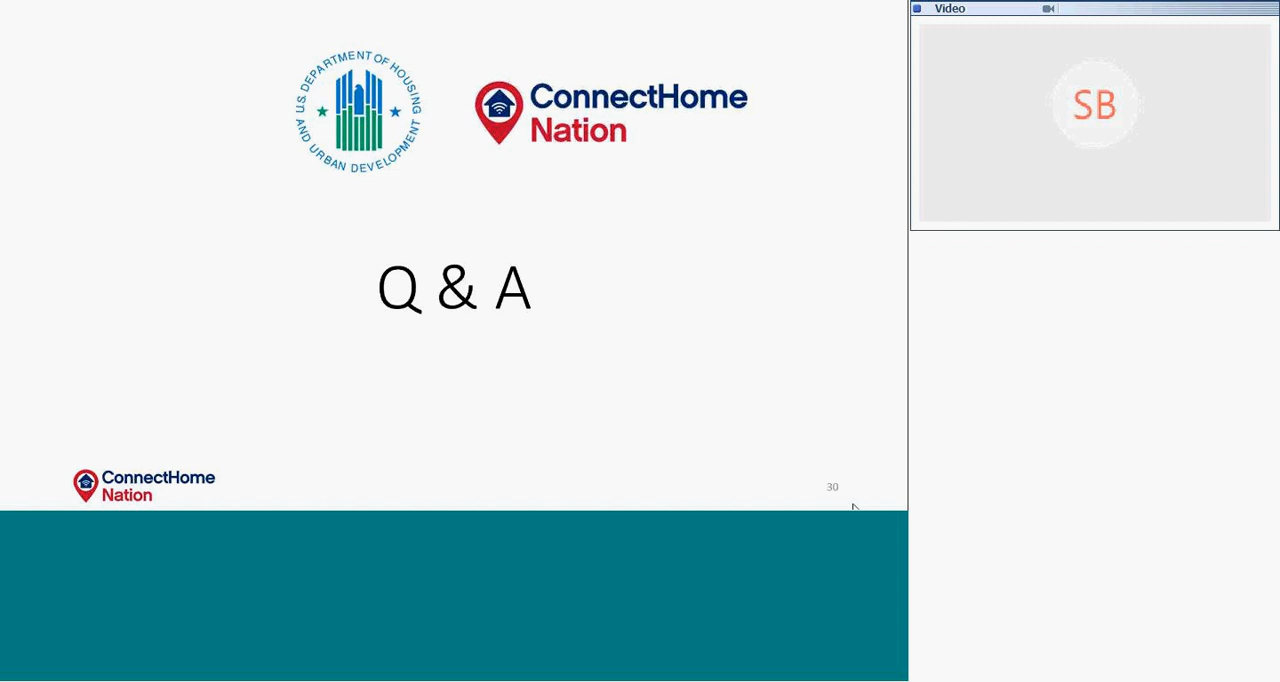 U.S. DEPARTMENT OF HOUSING
AND URBAN DEVELOPMENT
ConnectHome
Nation
Q & A
ConnectHome
Nation
30
Video
SB